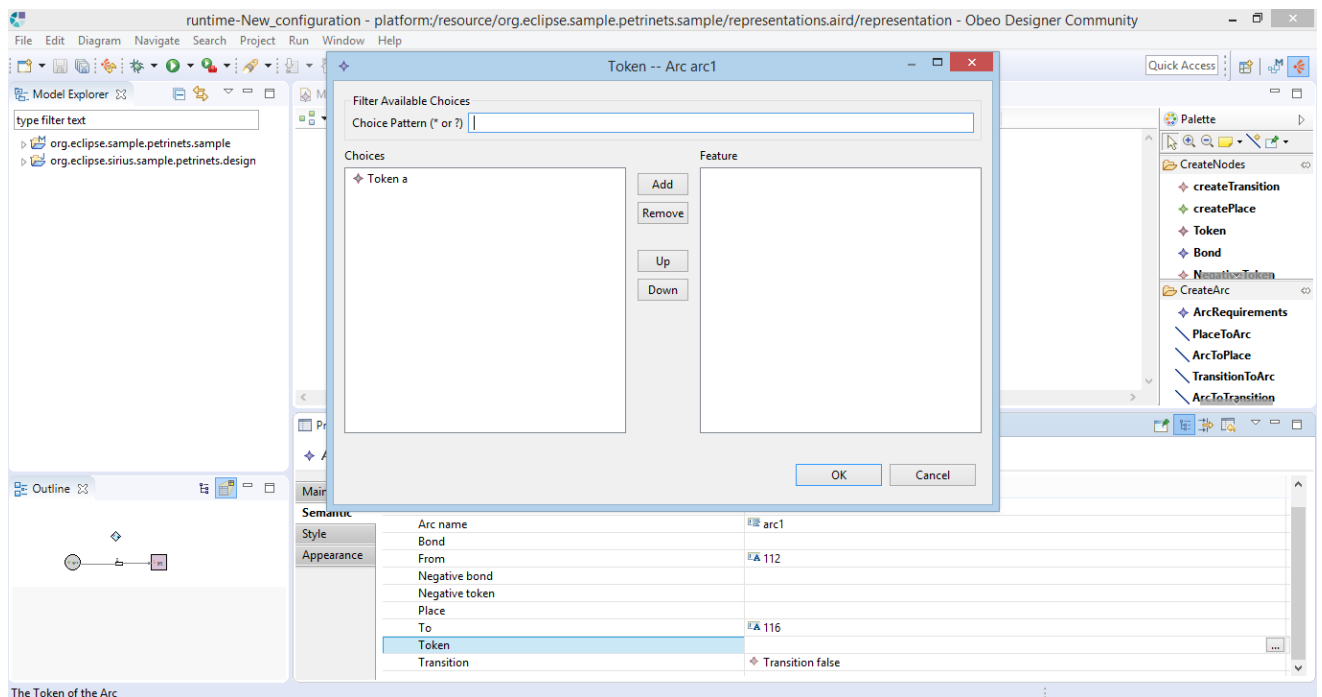 runtime-New_configuration - platform:/resource/org.eclipse.sample.petrinets.sample/representations.aird/representation - Obeo Designer Community
File Edit Diagram Navigate Search Project Run Window Help
Quick Access
Token -- Arc arc1
Filter Available Choices
Choice Pattern (* or ?)
Choices
Feature
Token a
Add
Remove
Up
Down
OK
Cancel
Model Explorer
type filter text
org.eclipse.sample.petrinets.sample
org.eclipse.sirius.sample.petrinets.design
Palette
CreateNodes
createTransition
createPlace
Token
Bond
NegativeToken
CreateArc
ArcRequirements
PlaceToArc
ArcToPlace
TransitionToArc
ArcToTransition
Outline
Main
Semantic
Style
Appearance
Arc name arc1
Bond
From 112
Negative bond
Negative token
Place
To 116
Token ...
Transition Transition false
The Token of the Arc